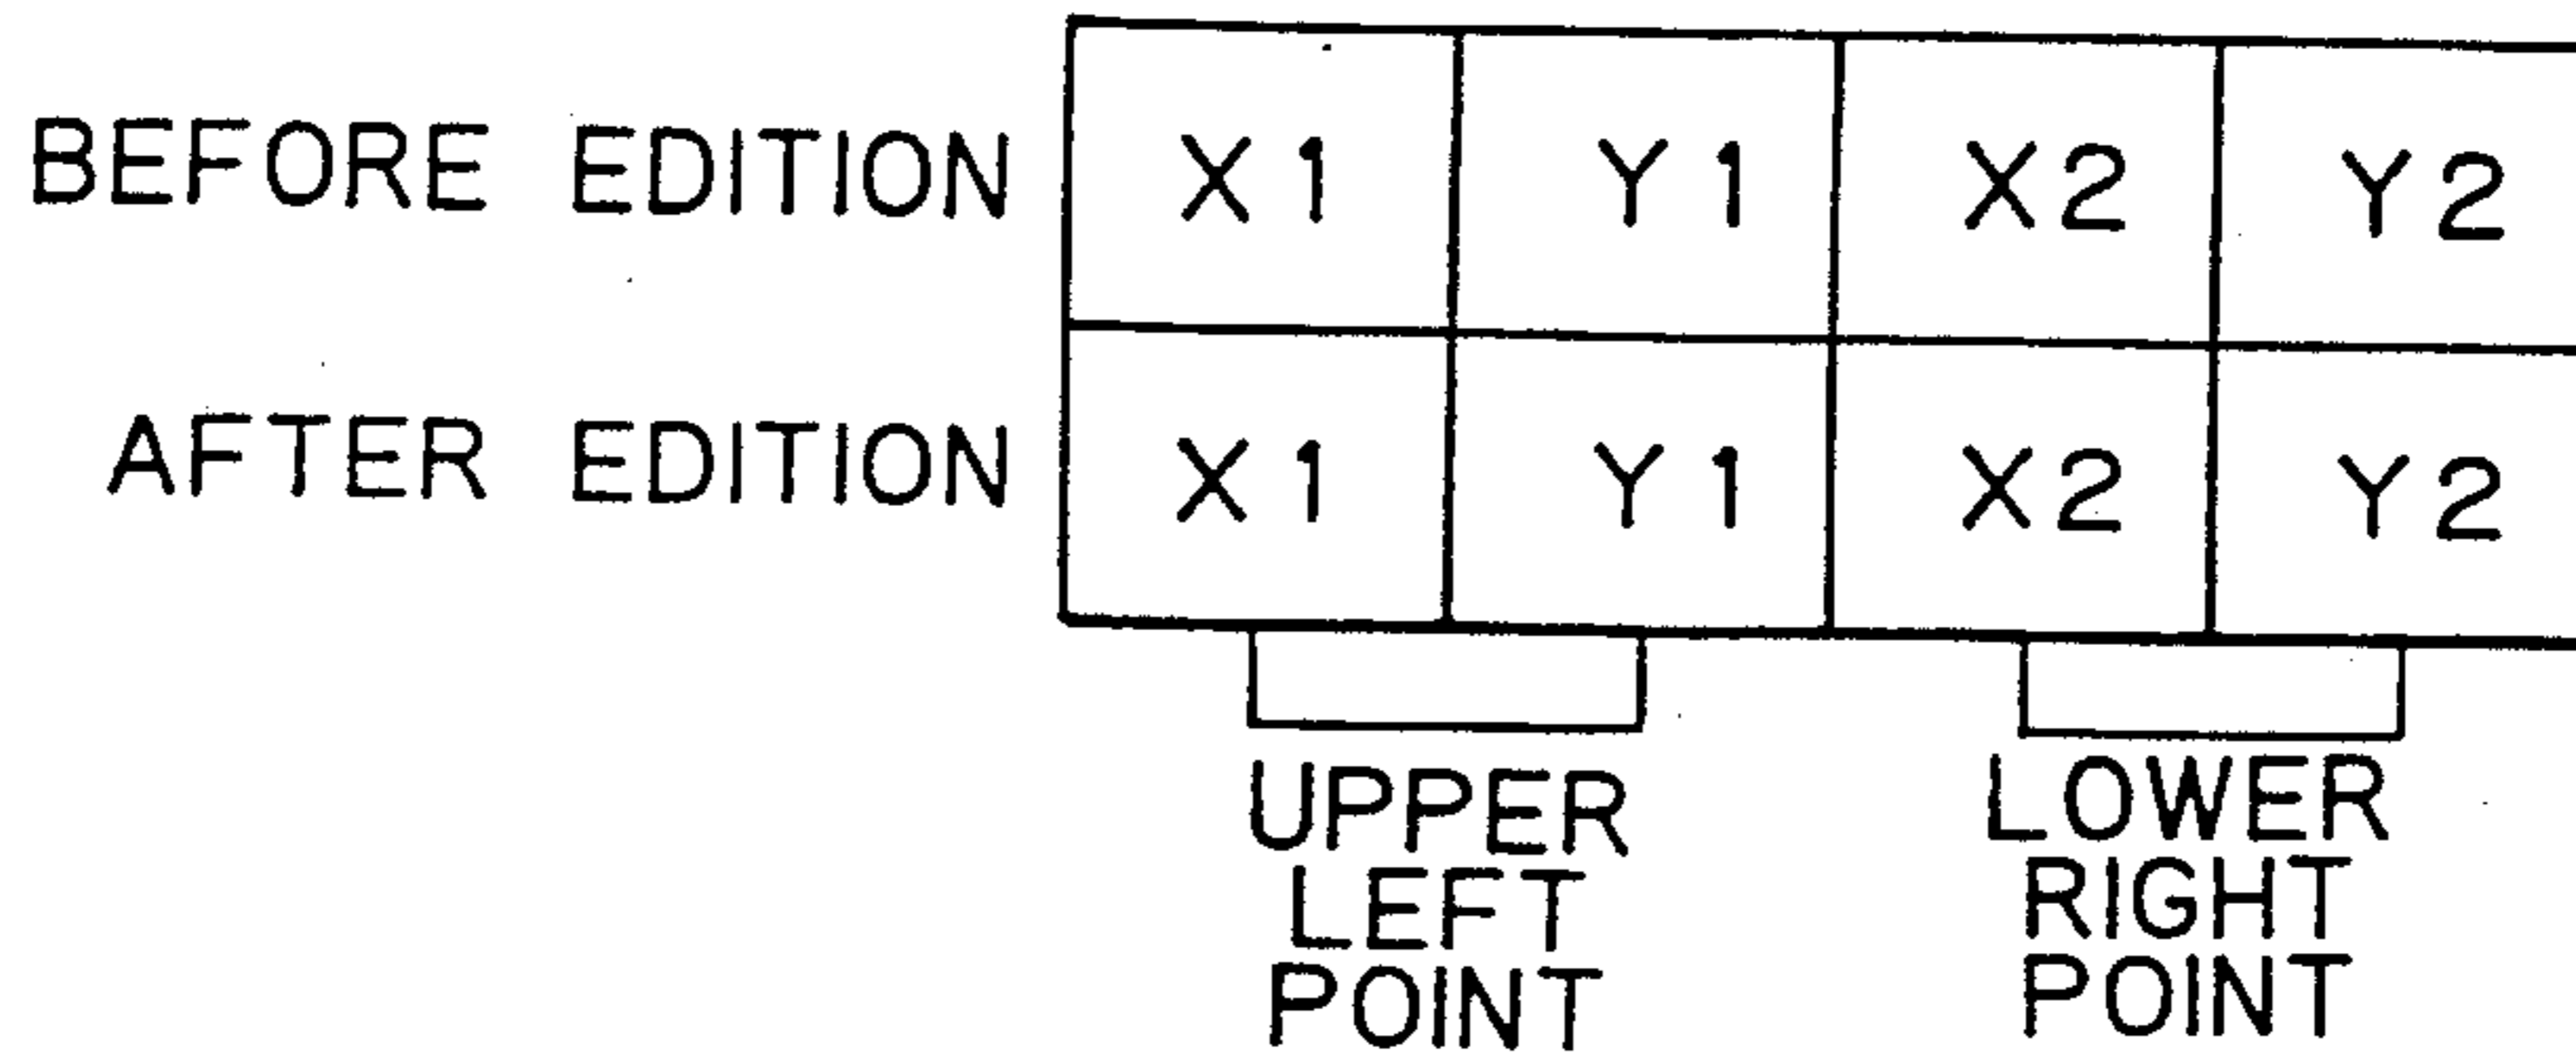 BEFORE EDITION X1 Y1 X2 Y2
AFTER EDITION X1 Y1 X2 Y2
UPPER LEFT POINT
LOWER RIGHT POINT